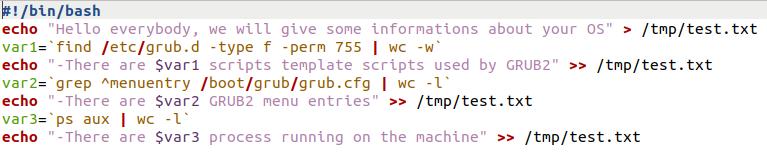 #!/bin/bash
echo "Hello everybody, we will give some informations about your OS" > /tmp/test.txt
var1=`find /etc/grub.d -type f -perm 755 | wc -w`
echo "-There are $var1 scripts template scripts used by GRUB2" >> /tmp/test.txt
var2=`grep ^menuentry /boot/grub/grub.cfg | wc -l`
echo "-There are $var2 GRUB2 menu entries" >> /tmp/test.txt
var3=`ps aux | wc -l`
echo "-There are $var3 process running on the machine" >> /tmp/test.txt